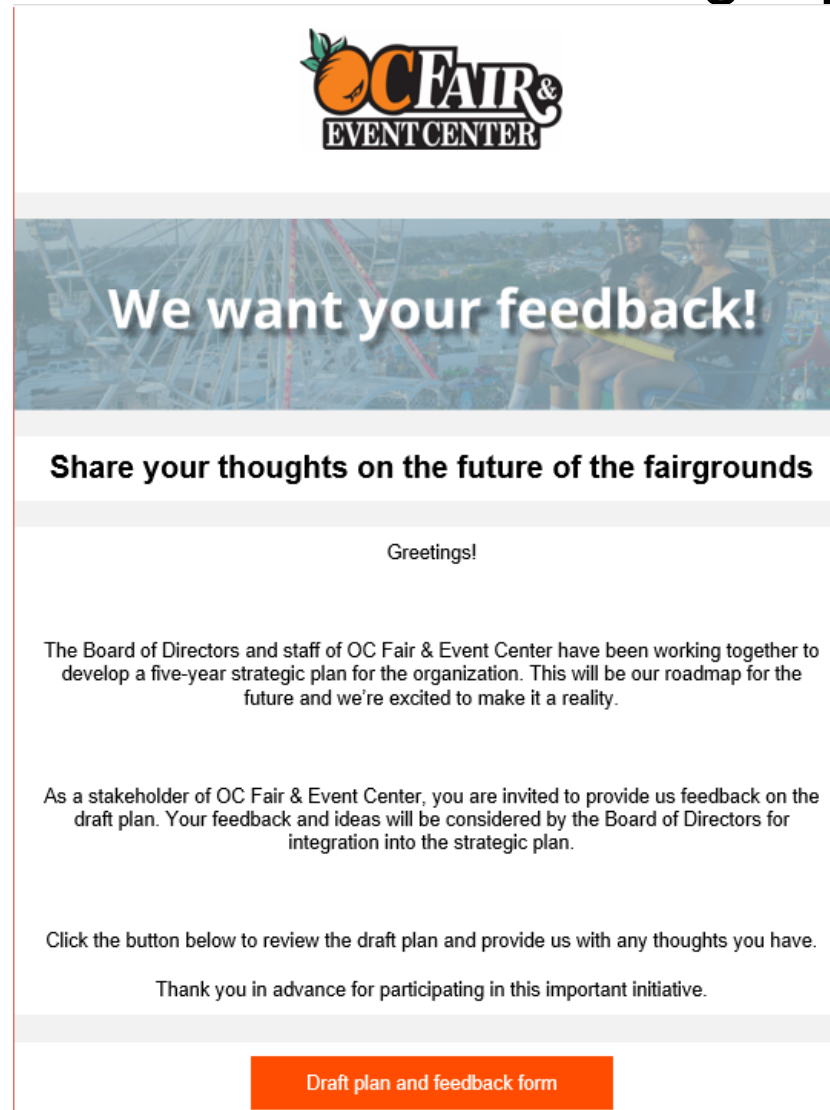 OCFAIR&
EVENT CENTER
We want your feedback!
Share your thoughts on the future of the fairgrounds
Greetings!
The Board of Directors and staff of OC Fair & Event Center have been working together to
develop a five-year strategic plan for the organization. This will be our roadmap for the
future and we're excited to make it a reality.
As a stakeholder of OC Fair & Event Center, you are invited to provide us feedback on the
draft plan. Your feedback and ideas will be considered by the Board of Directors for
integration into the strategic plan.
Click the button below to review the draft plan and provide us with any thoughts you have.
Thank you in advance for participating in this important initiative.
Draft plan and feedback form